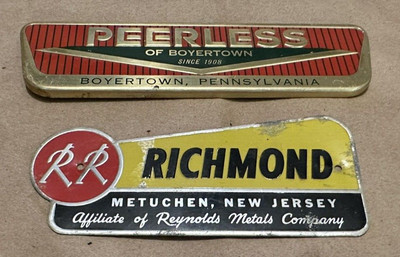 PEERLESS
OF BOYERTOWN
SINCE 1908
BOYERTOWN, PENNSYLVANIA
RR
RICHMOND
METUCHEN, NEW JERSEY
Affiliate of Reynolds Metals Company